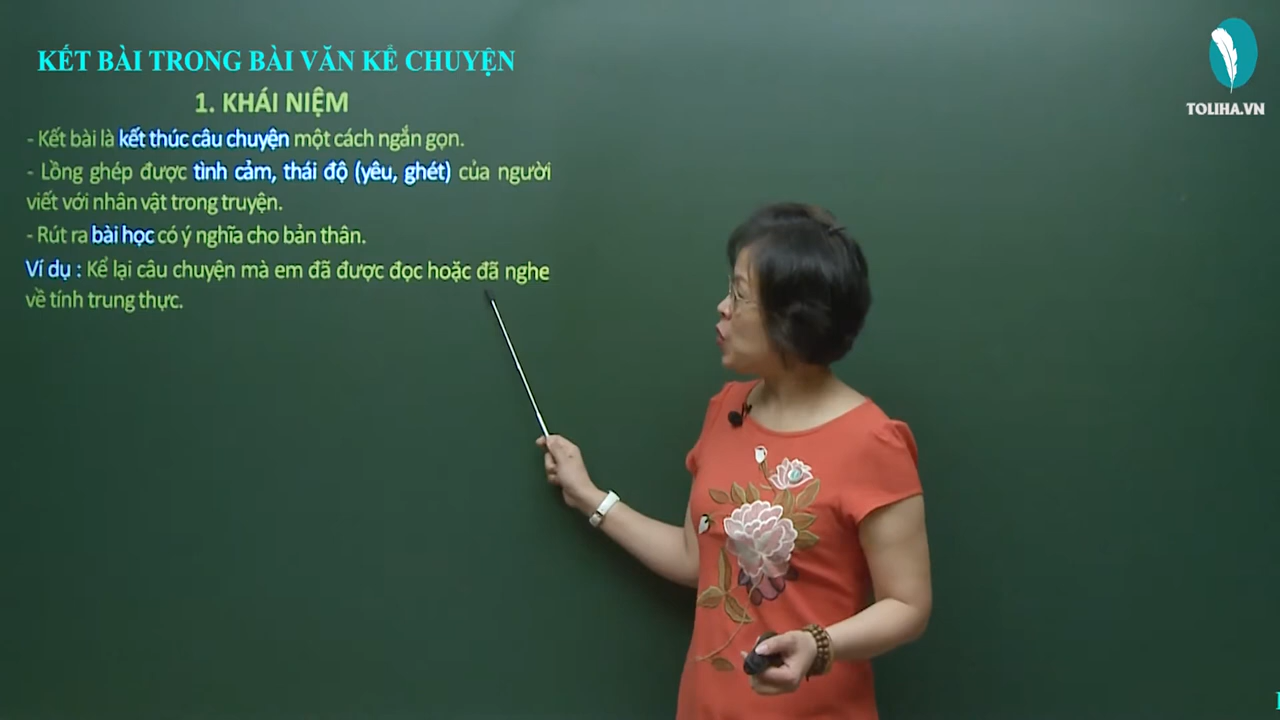 KẾT BÀI TRONG BÀI VĂN KỂ CHUYỆN
TOLIHA.VN
1. KHÁI NIỆM
- Kết bài là kết thúc câu chuyện một cách ngắn gọn.
- Lồng ghép được tình cảm, thái độ (yêu, ghét) của người
viết với nhân vật trong truyện.
- Rút ra bài học có ý nghĩa cho bản thân.
Ví dụ : Kể lại câu chuyện mà em đã được đọc hoặc đã nghe
về tính trung thực.